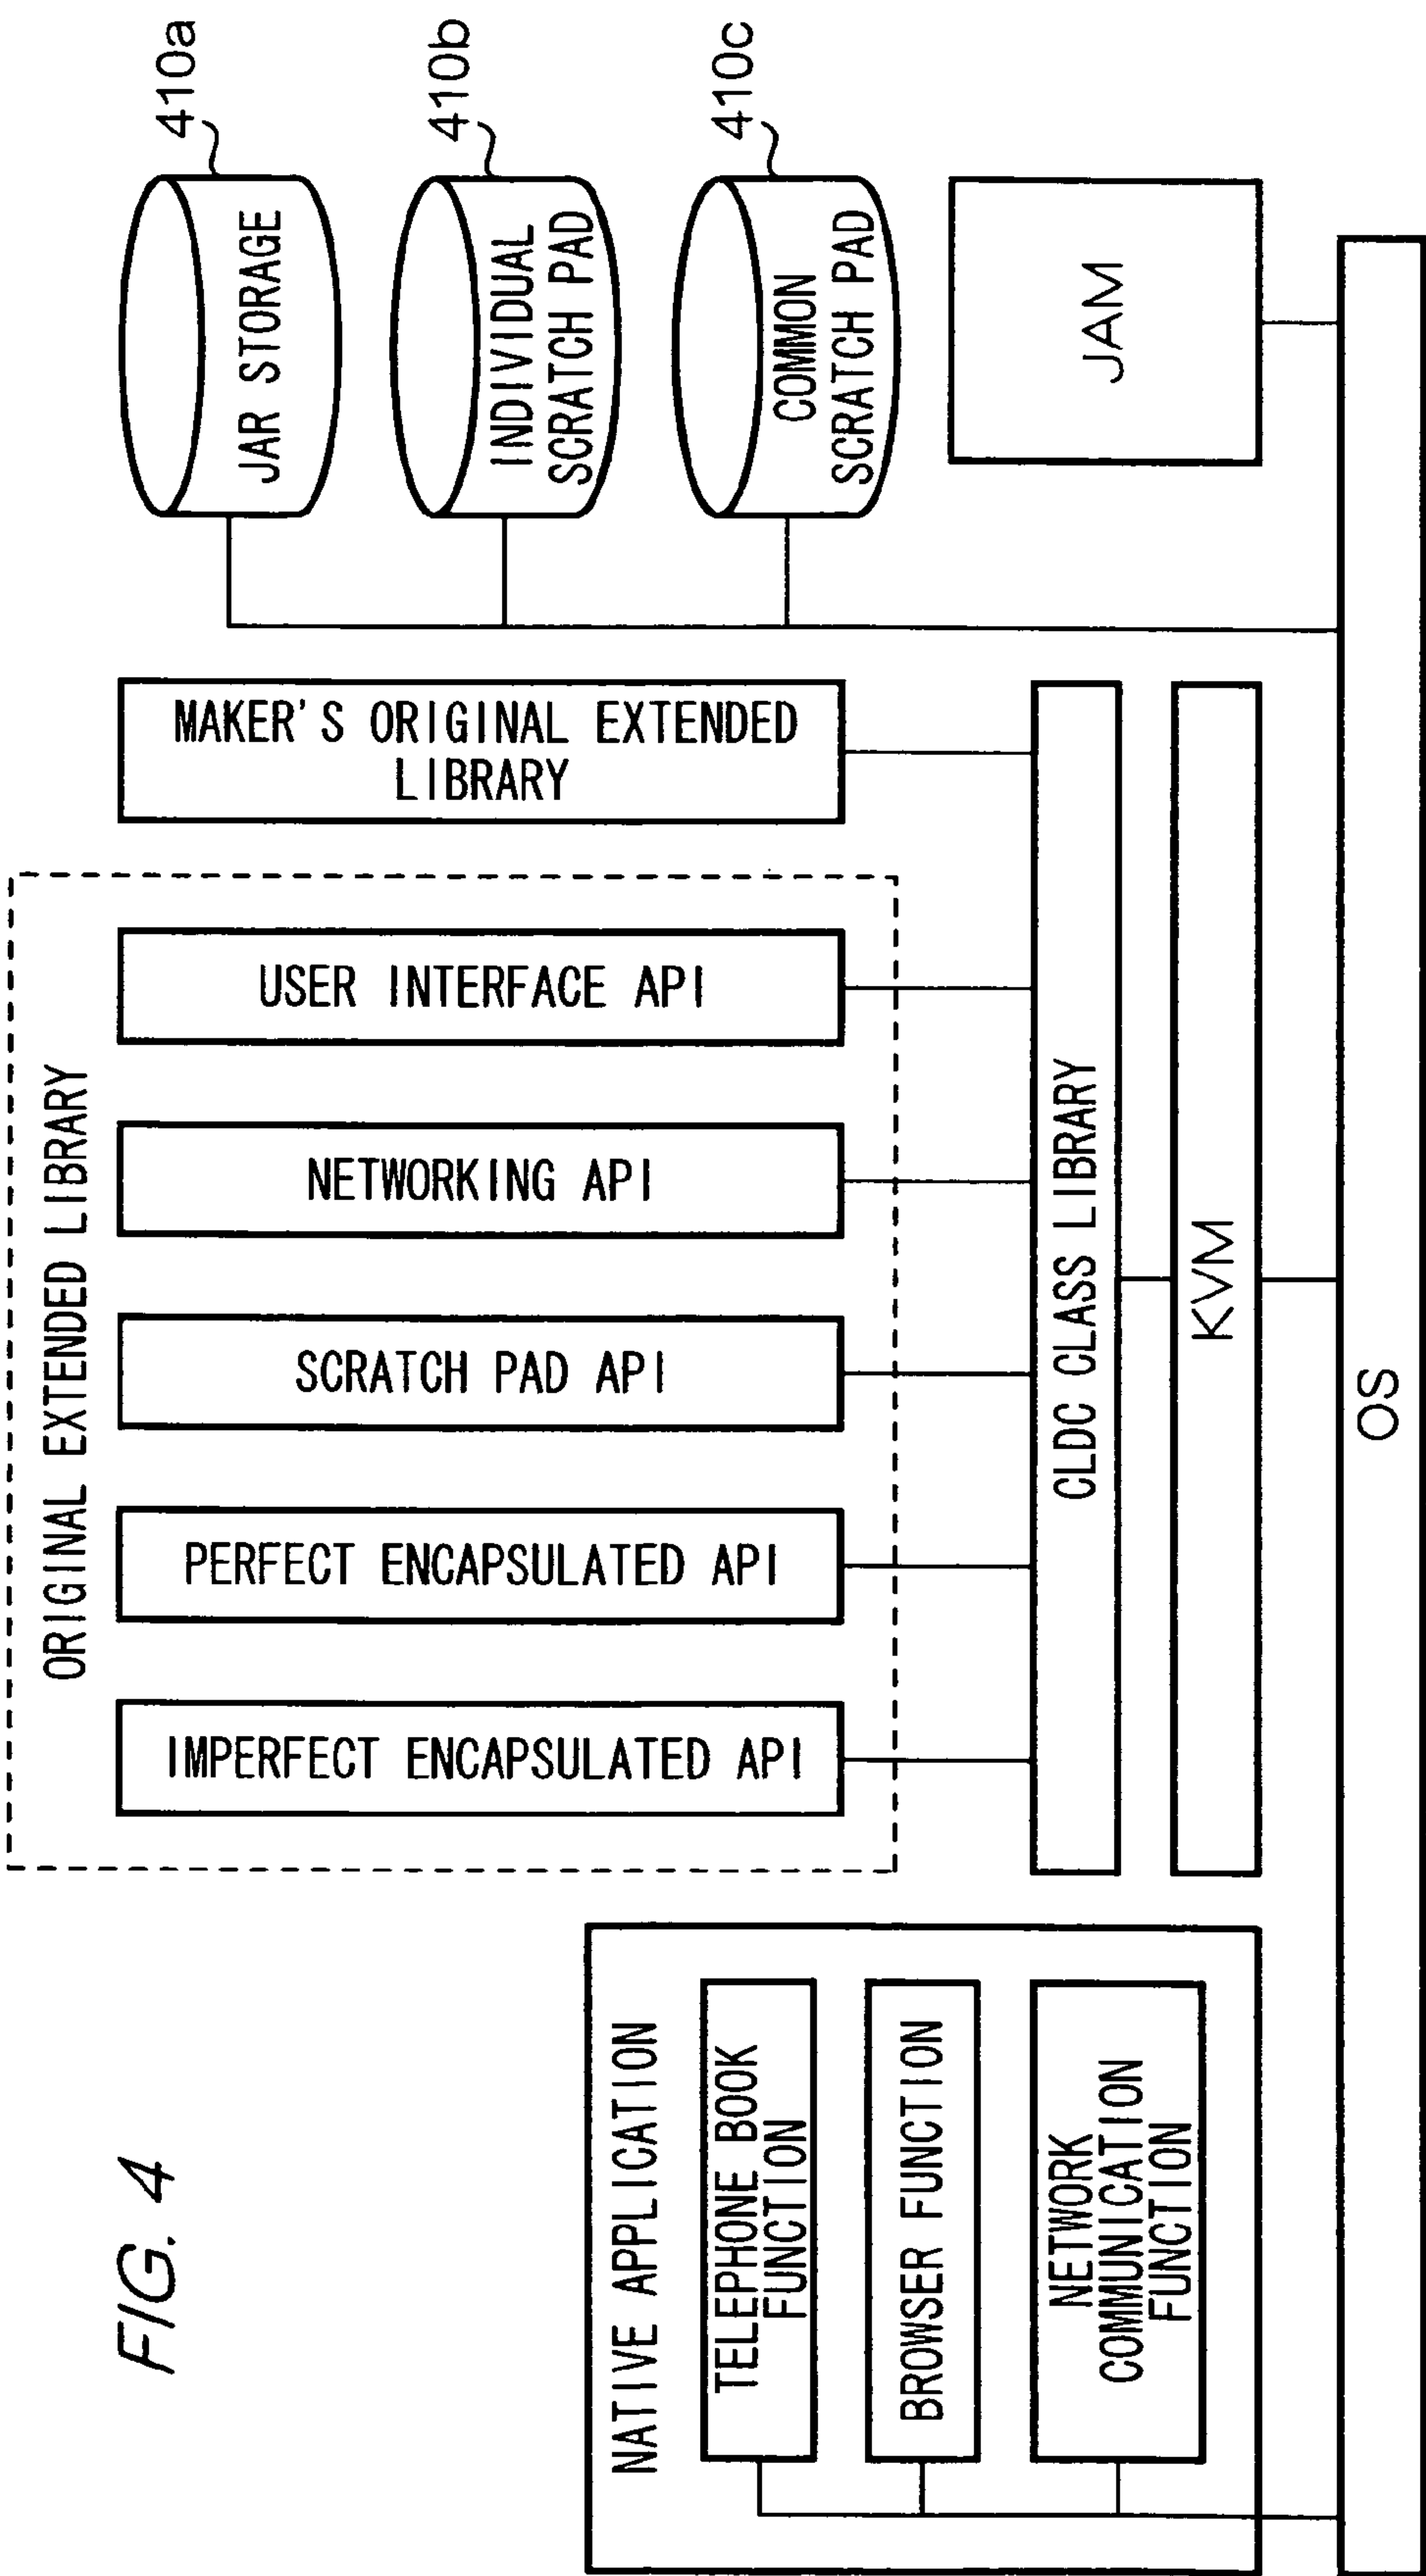 FIG. 4
NATIVE APPLICATION
TELEPHONE BOOK
FUNCTION
BROWSER FUNCTION
NETWORK
COMMUNICATION
FUNCTION
ORIGINAL EXTENDED LIBRARY
IMPERFECT ENCAPSULATED API
PERFECT ENCAPSULATED API
SCRATCH PAD API
NETWORKING API
USER INTERFACE API
MAKER'S ORIGINAL EXTENDED
LIBRARY
CLDC CLASS LIBRARY
KVM
410a
JAR STORAGE
410b
INDIVIDUAL
SCRATCH PAD
410c
COMMON
SCRATCH PAD
JAM
OS